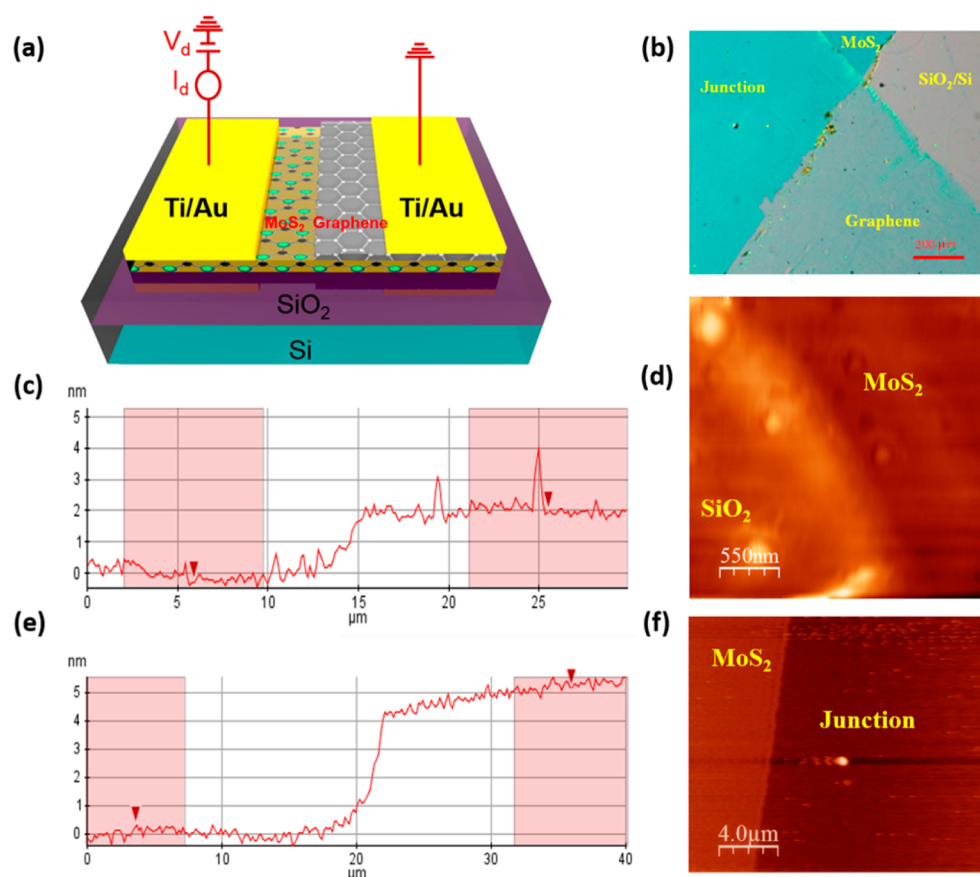 (a)
V_d
I_d
Ti/Au
MoS₂ Graphene
Ti/Au
SiO₂
Si
(b)
MoS₂
Junction
SiO₂/Si
Graphene
200 µm
(c)
nm
5
4
3
2
1
0
0 5 10 15 20 25
µm
(d)
MoS₂
SiO₂
550nm
(e)
nm
5
4
3
2
1
0
0 10 20 30 40
µm
(f)
MoS₂
Junction
4.0µm